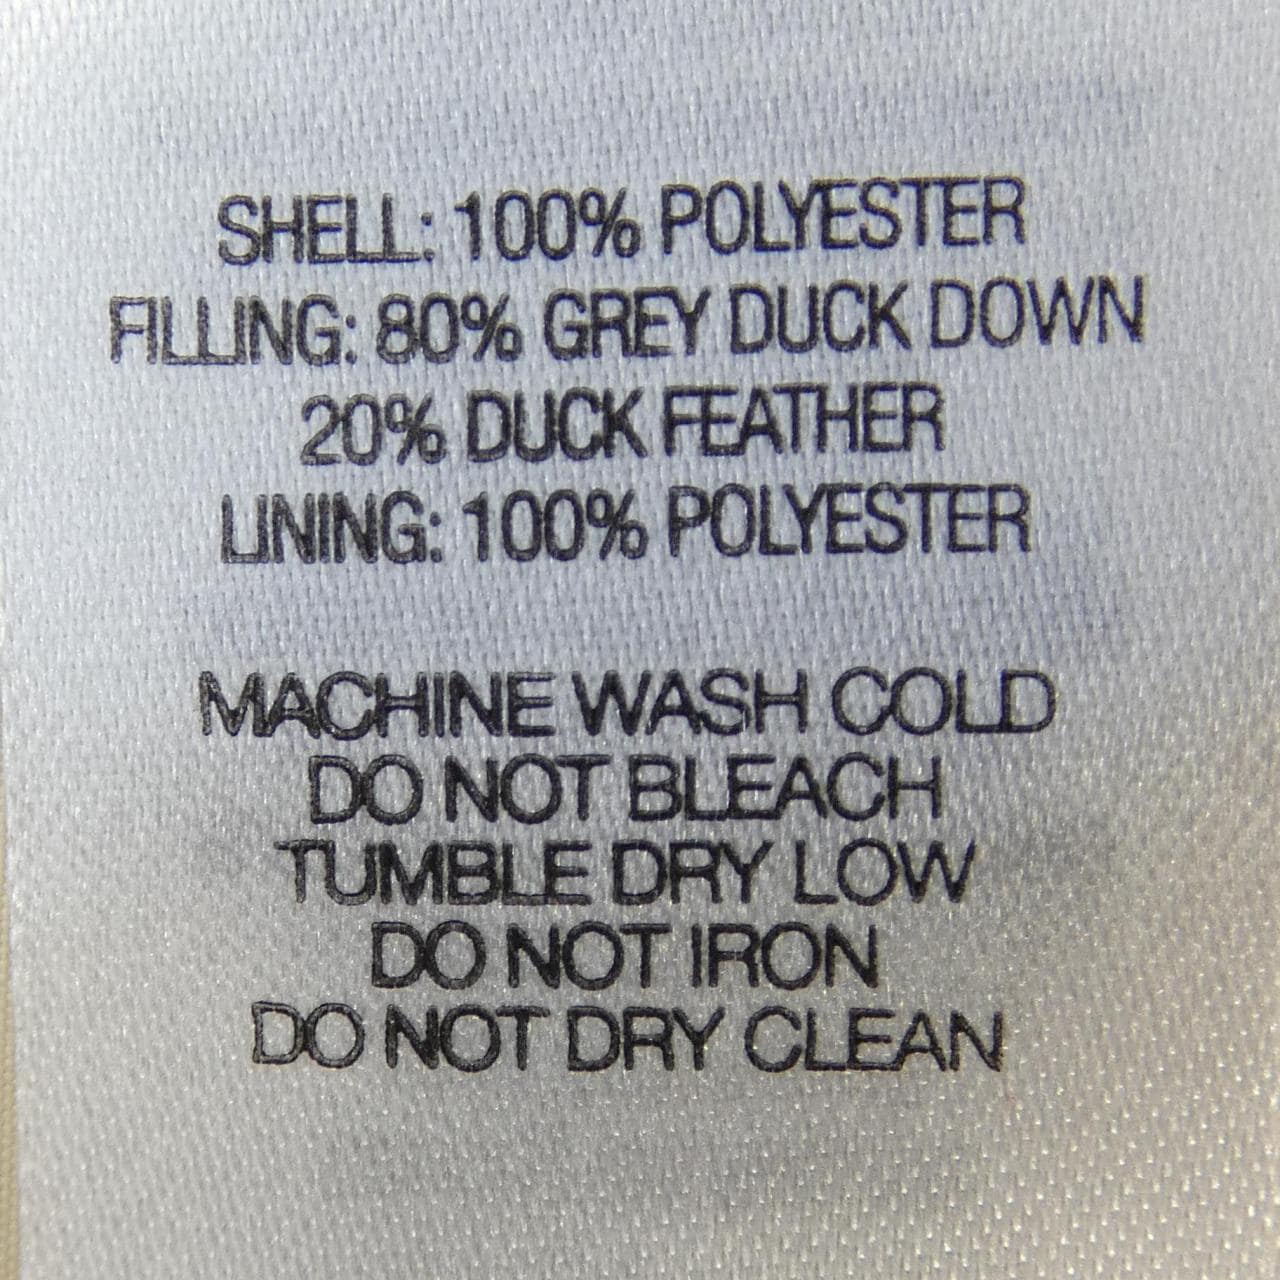 SHELL: 100% POLYESTER
FILLING: 80% GREY DUCK DOWN
20% DUCK FEATHER
LINING: 100% POLYESTER
MACHINE WASH COLD
DO NOT BLEACH
TUMBLE DRY LOW
DO NOT IRON
DO NOT DRY CLEAN